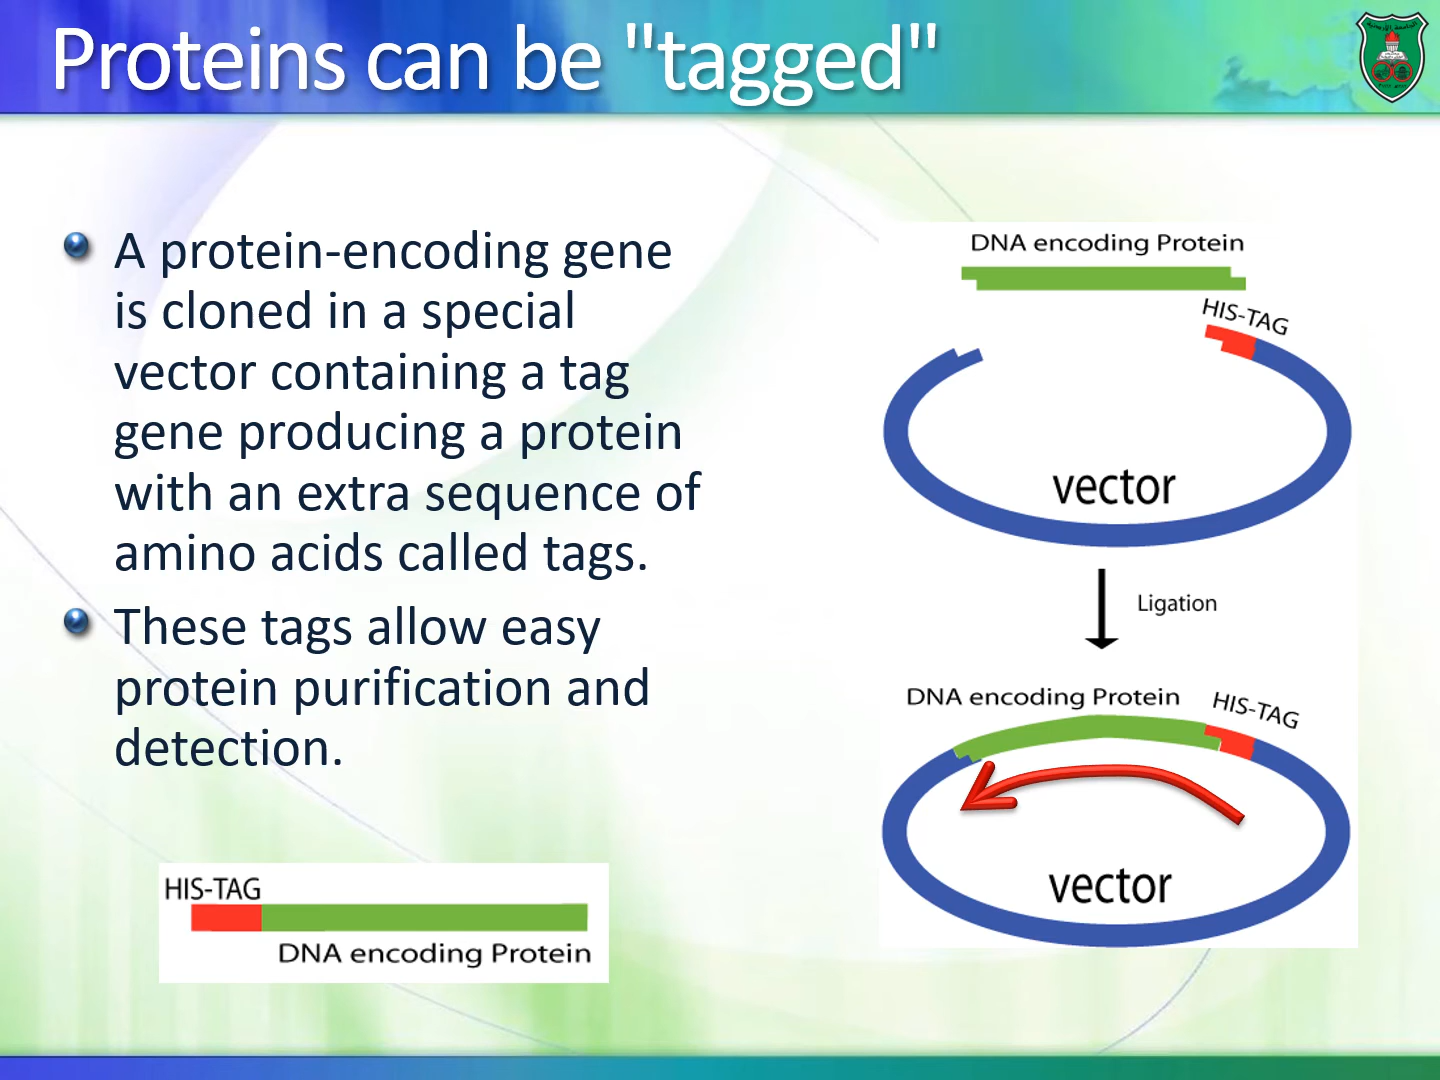 Proteins can be "tagged"
A protein-encoding gene
is cloned in a special
vector containing a tag
gene producing a protein
with an extra sequence of
amino acids called tags.
These tags allow easy
protein purification and
detection.
HIS-TAG
DNA encoding Protein
DNA encoding Protein
HIS-TAG
vector
Ligation
DNA encoding Protein
HIS-TAG
vector